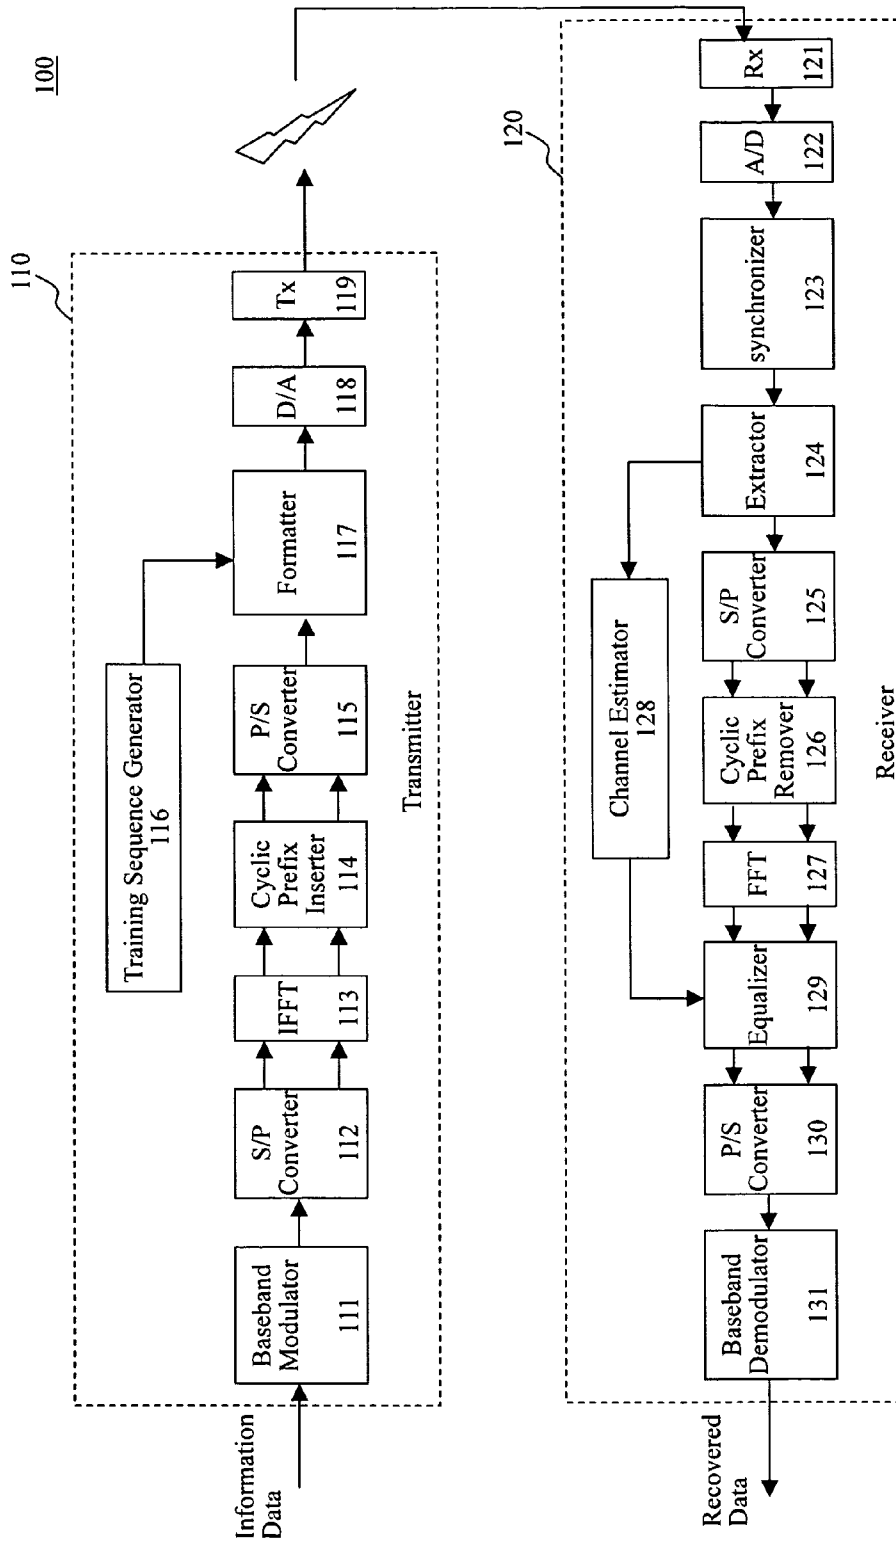 100
110
Training Sequence Generator
116
Information
Data
Baseband
Modulator
111
S/P
Converter
112
IFFT
113
Cyclic
Prefix
Inserter
114
P/S
Converter
115
Formatter
117
D/A
118
Tx
119
Transmitter
120
Rx
121
A/D
122
synchronizer
123
Extractor
124
S/P
Converter
125
Cyclic
Prefix
Remover
126
FFT
127
Channel Estimator
128
Equalizer
129
P/S
Converter
130
Baseband
Demodulator
131
Recovered
Data
Receiver